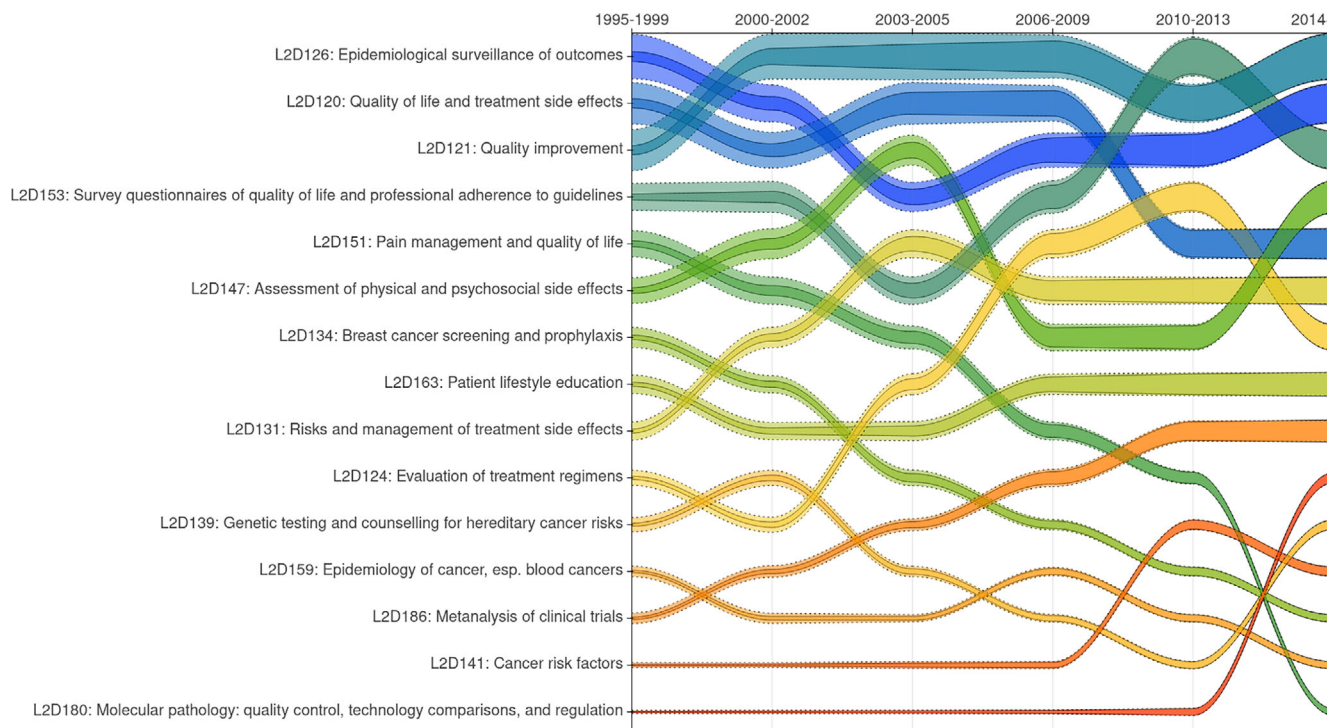 1995-1999 2000-2002 2003-2005 2006-2009 2010-2013 2014-
L2D126: Epidemiological surveillance of outcomes
L2D120: Quality of life and treatment side effects
L2D121: Quality improvement
L2D153: Survey questionnaires of quality of life and professional adherence to guidelines
L2D151: Pain management and quality of life
L2D147: Assessment of physical and psychosocial side effects
L2D134: Breast cancer screening and prophylaxis
L2D163: Patient lifestyle education
L2D131: Risks and management of treatment side effects
L2D124: Evaluation of treatment regimens
L2D139: Genetic testing and counselling for hereditary cancer risks
L2D159: Epidemiology of cancer, esp. blood cancers
L2D186: Metanalysis of clinical trials
L2D141: Cancer risk factors
L2D180: Molecular pathology: quality control, technology comparisons, and regulation